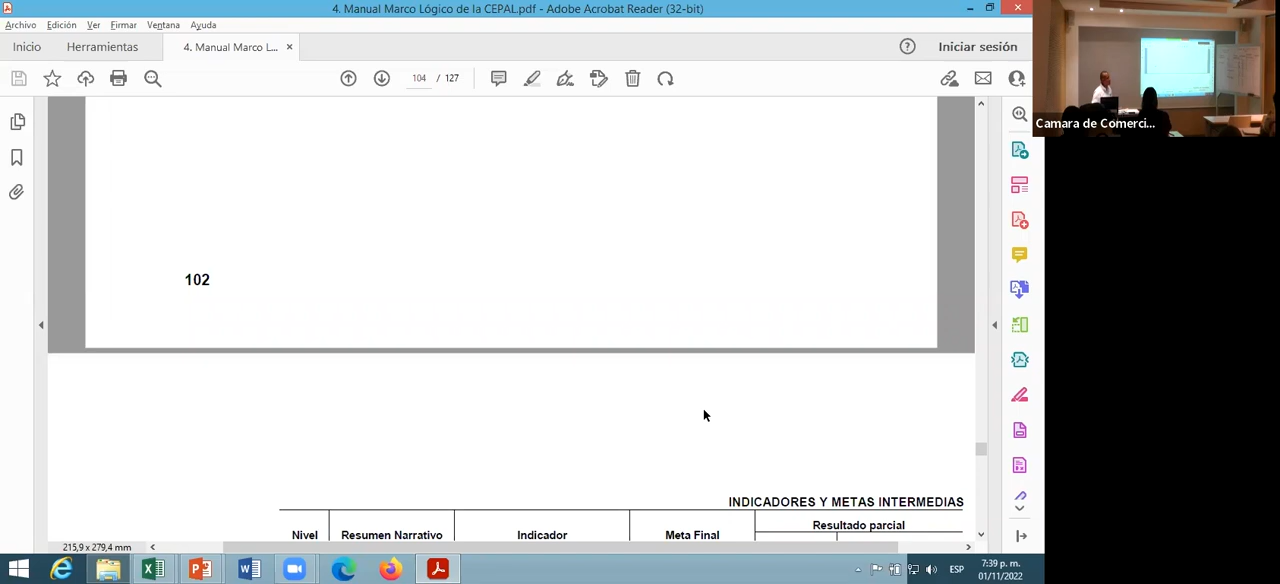 4. Manual Marco Lógico de la CEPAL.pdf - Adobe Acrobat Reader (32-bit)
Archivo Edición Ver Firmar Ventana Ayuda
Inicio Herramientas 4. Manual Marco L... × Iniciar sesión
104 / 127
Camara de Comerci...
102
INDICADORES Y METAS INTERMEDIAS
Nivel Resumen Narrativo Indicador Meta Final Resultado parcial
215,9 x 279,4 mm
ESP 7:39 p. m.
01/11/2022